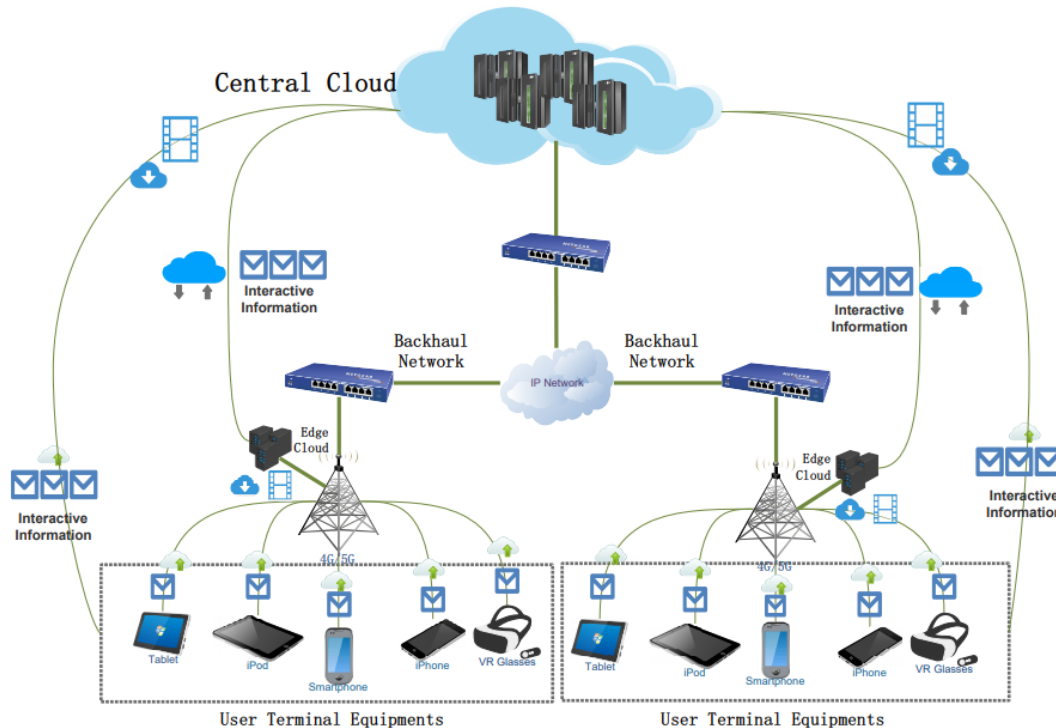 Central Cloud
Interactive
Information
Interactive
Information
Backhaul
Network
Backhaul
Network
IP Network
Edge
Cloud
Edge
Cloud
Interactive
Information
Interactive
Information
4G/5G
4G/5G
Tablet
iPod
Smartphone
iPhone
VR Glasses
Tablet
iPod
Smartphone
iPhone
VR Glasses
User Terminal Equipments
User Terminal Equipments